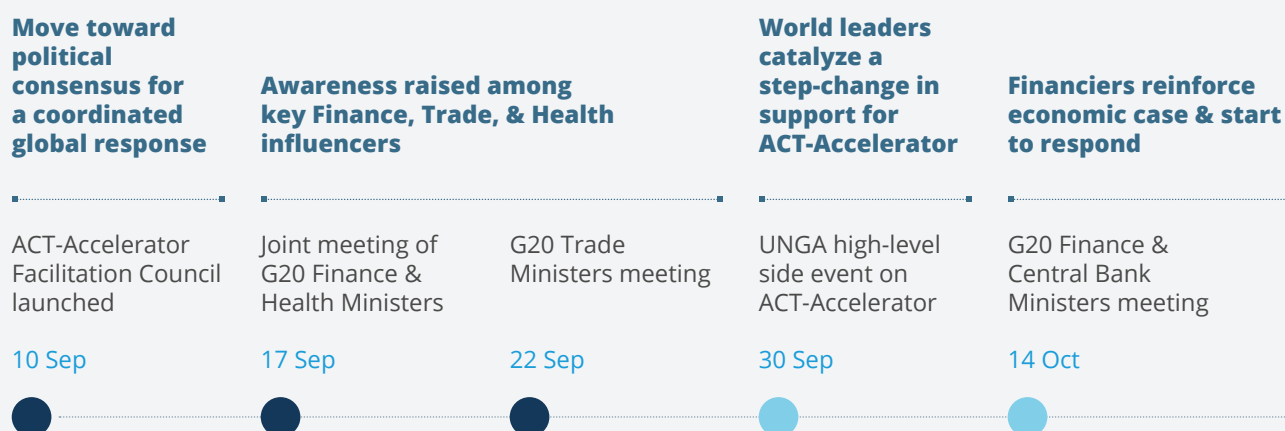 Move toward
political
consensus for
a coordinated
global response
Awareness raised among
key Finance, Trade, & Health
influencers
World leaders
catalyze a
step-change in
support for
ACT-Accelerator
Financiers reinforce
economic case & start
to respond
ACT-Accelerator
Facilitation Council
launched
Joint meeting of
G20 Finance &
Health Ministers
G20 Trade
Ministers meeting
UNGA high-level
side event on
ACT-Accelerator
G20 Finance &
Central Bank
Ministers meeting
10 Sep
17 Sep
22 Sep
30 Sep
14 Oct